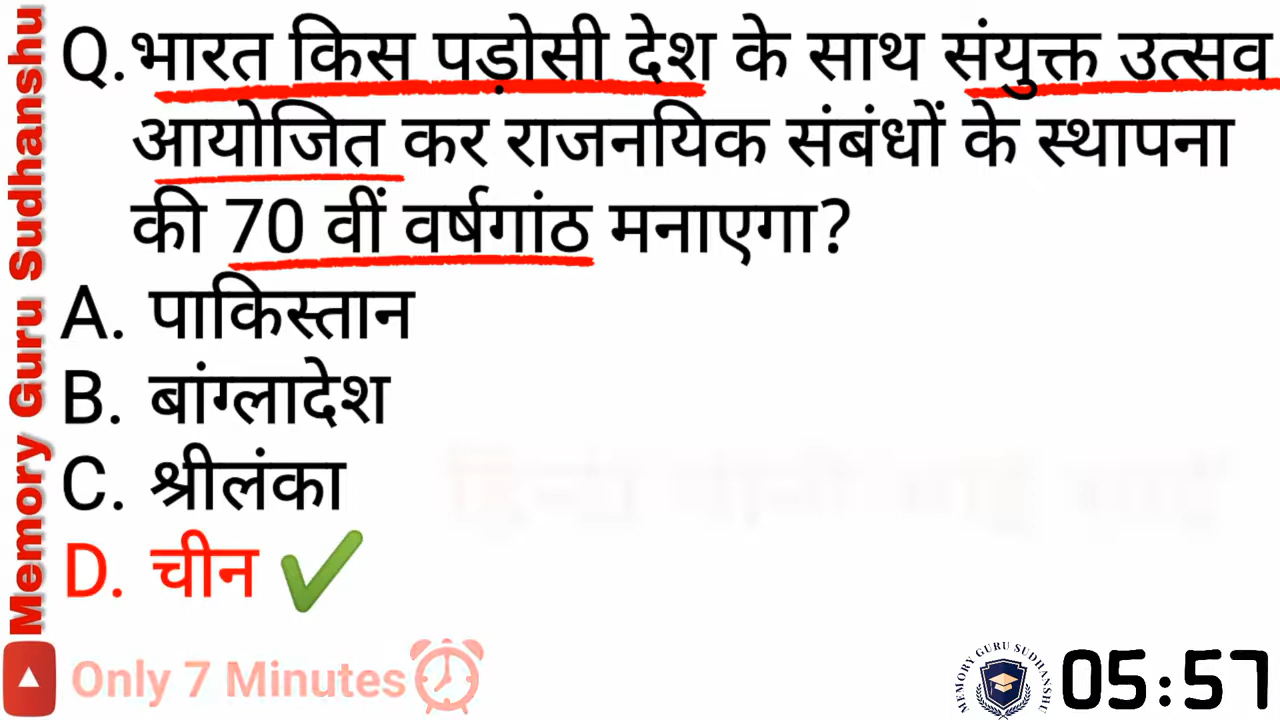 Memory Guru Sudhanshu
Q. भारत किस पड़ोसी देश के साथ संयुक्त उत्सव
आयोजित कर राजनयिक संबंधों के स्थापना
की 70 वीं वर्षगांठ मनाएगा?
A. पाकिस्तान
B. बांग्लादेश
C. श्रीलंका
D. चीन
Only 7 Minutes
MEMORY GURU SUDHANSHU
05:57